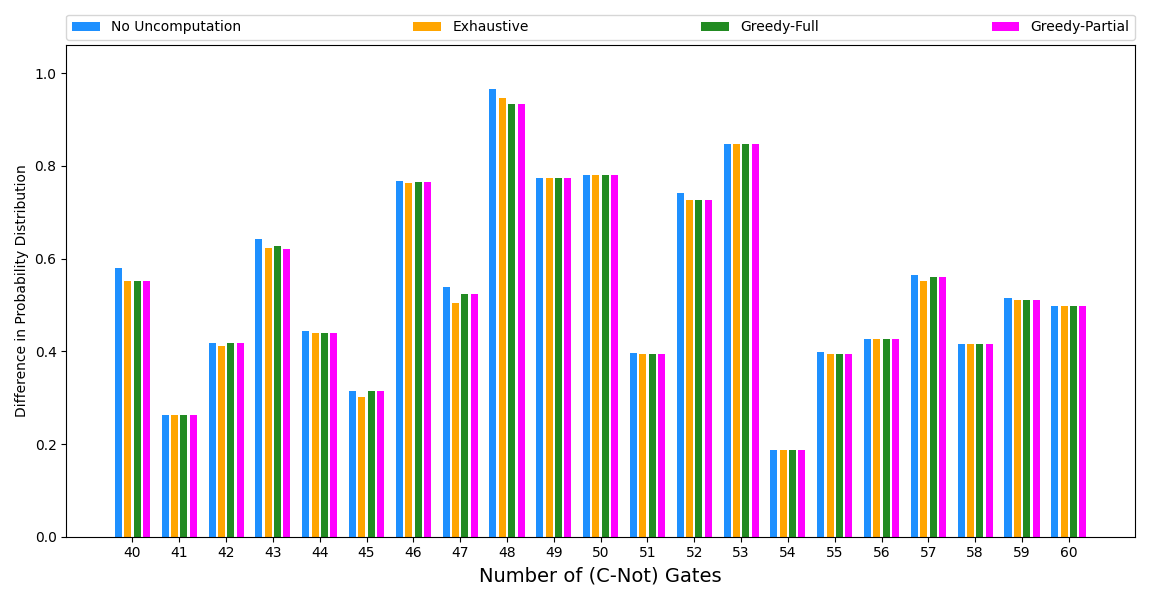 No Uncomputation Exhaustive Greedy-Full Greedy-Partial
1.0
0.8
0.6
0.4
0.2
0.0
Difference in Probability Distribution
40 41 42 43 44 45 46 47 48 49 50 51 52 53 54 55 56 57 58 59 60
Number of (C-Not) Gates